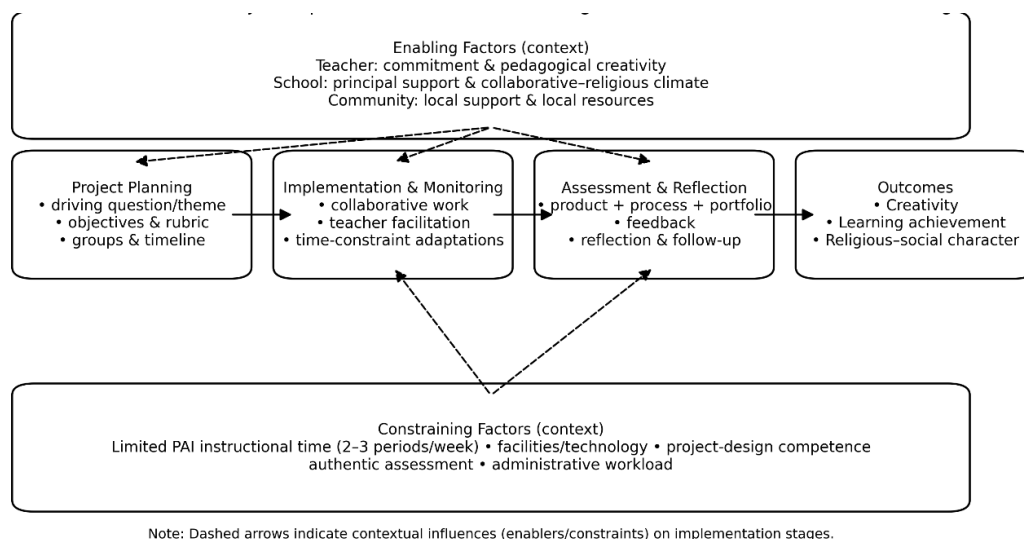 Enabling Factors (context)
Teacher: commitment & pedagogical creativity
School: principal support & collaborative–religious climate
Community: local support & local resources
Project Planning
• driving question/theme
• objectives & rubric
• groups & timeline
Implementation & Monitoring
• collaborative work
• teacher facilitation
• time-constraint adaptations
Assessment & Reflection
• product + process + portfolio
• feedback
• reflection & follow-up
Outcomes
• Creativity
• Learning achievement
• Religious–social character
Constraining Factors (context)
Limited PAI instructional time (2–3 periods/week) • facilities/technology • project-design competence
authentic assessment • administrative workload
Note: Dashed arrows indicate contextual influences (enablers/constraints) on implementation stages.